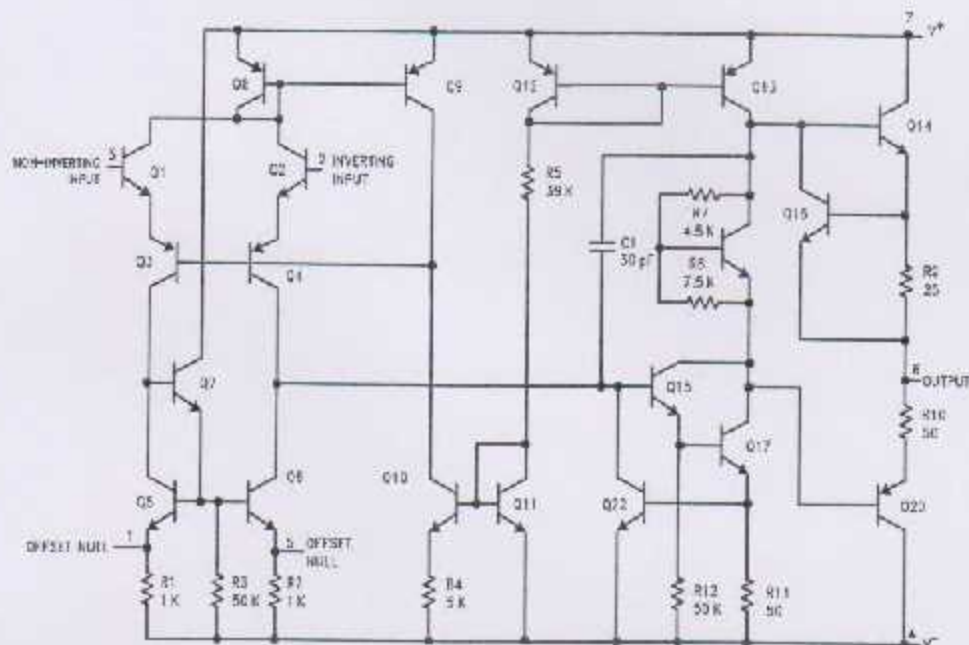 7
V+
Q8
Q9
Q12
Q13
Q14
3
NON-INVERTING
INPUT
Q1
Q2
2 INVERTING
INPUT
R5
39 K
R7
4.5 K
Q16
Q3
Q4
C1
30 pF
R8
7.5 K
R9
25
Q7
Q15
6
OUTPUT
R10
50
Q17
Q5
Q6
Q10
Q11
Q22
Q20
1
OFFSET NULL
5 OFFSET
NULL
R1
1 K
R3
50 K
R2
1 K
R4
5 K
R12
50 K
R11
50
4
V-